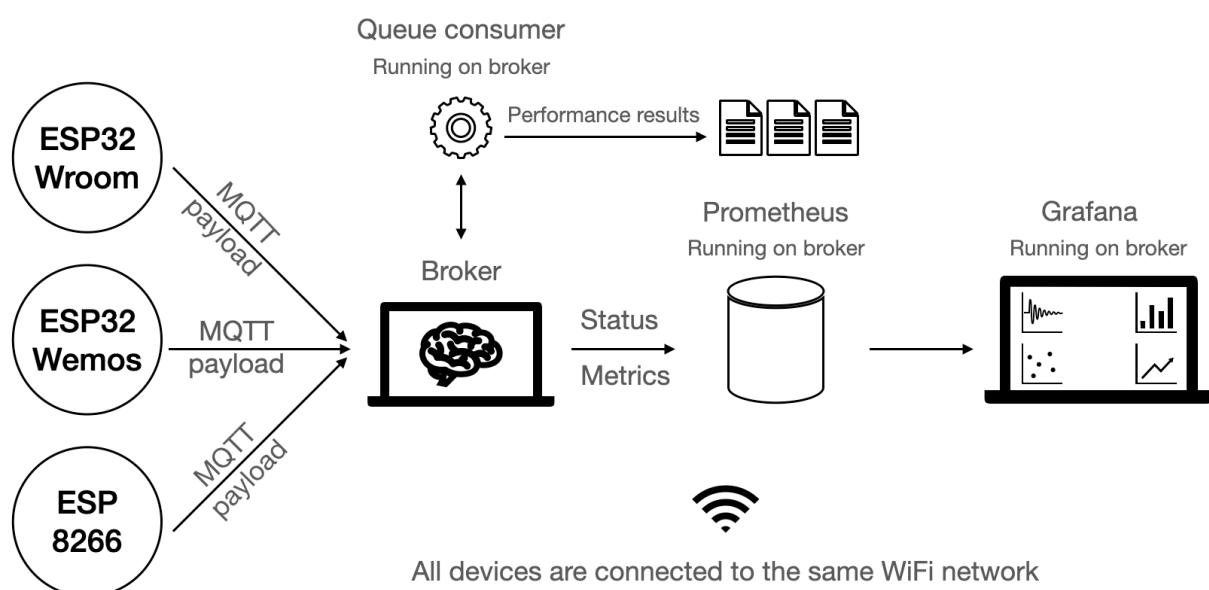 Queue consumer
Running on broker
Performance results
ESP32
Wroom
MQTT
payload
Prometheus
Running on broker
Grafana
Running on broker
Broker
ESP32
Wemos
MQTT
payload
Status
Metrics
ESP
8266
MQTT
payload
All devices are connected to the same WiFi network